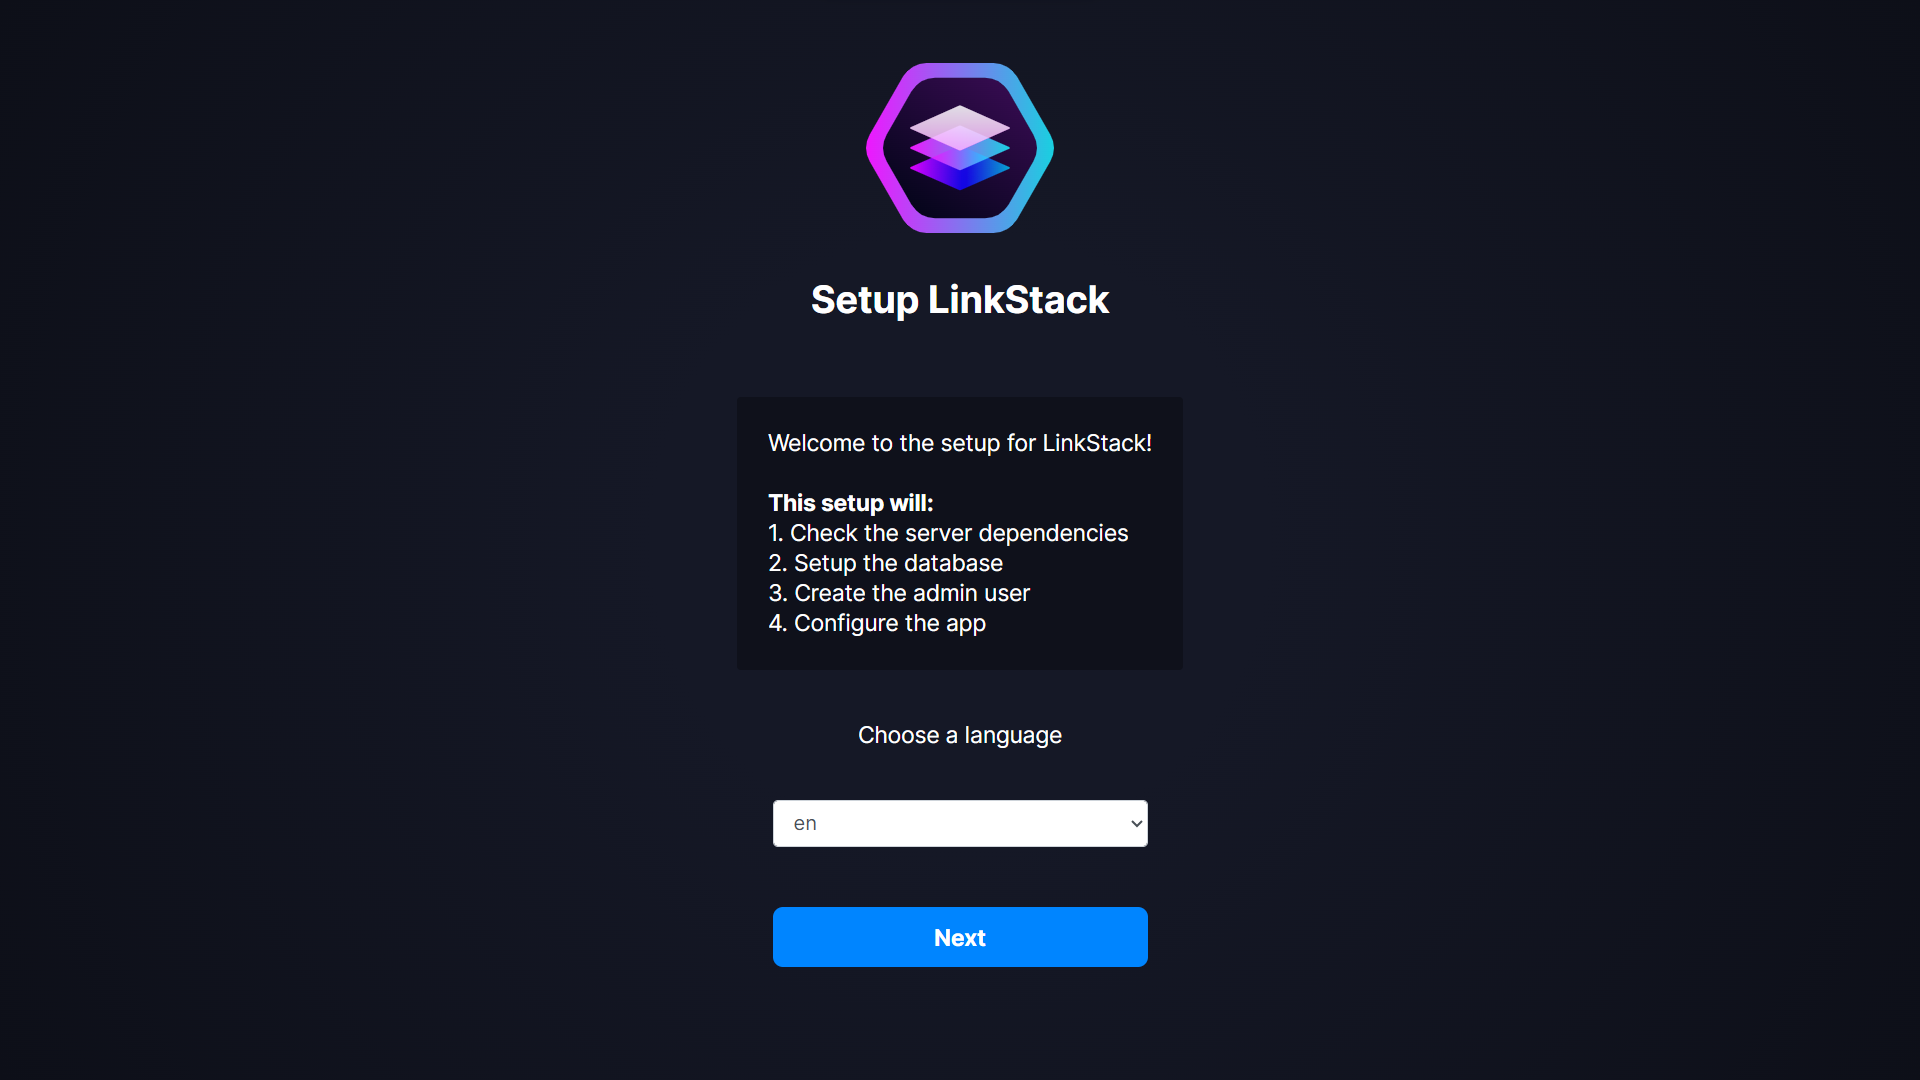 Setup LinkStack
Welcome to the setup for LinkStack!
This setup will:
1. Check the server dependencies
2. Setup the database
3. Create the admin user
4. Configure the app
Choose a language
en
Next